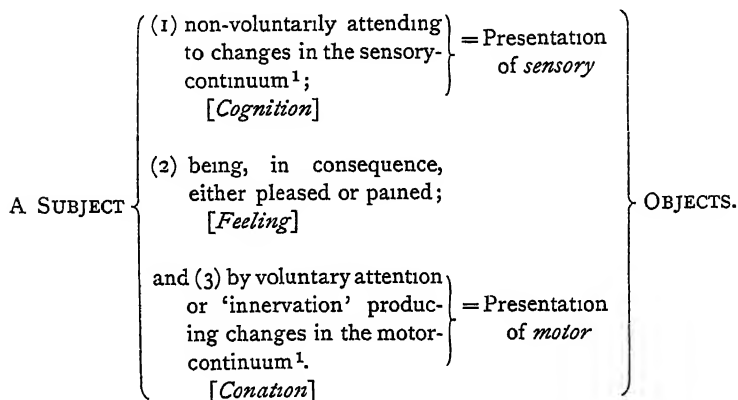 (1) non-voluntarily attending
to changes in the sensory-
continuum¹;
[Cognition]
= Presentation
of sensory
(2) being, in consequence,
either pleased or pained;
[Feeling]
A SUBJECT
OBJECTS.
and (3) by voluntary attention
or ‘innervation’ produc-
ing changes in the motor-
continuum¹.
[Conation]
= Presentation
of motor